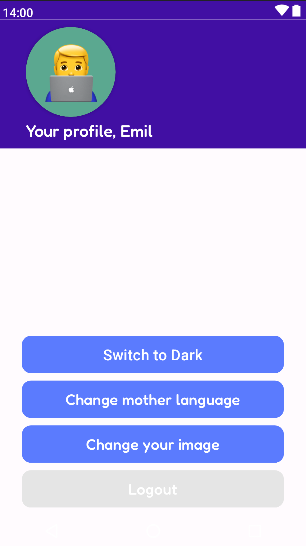 14:00
Your profile, Emil
Switch to Dark
Change mother language
Change your image
Logout